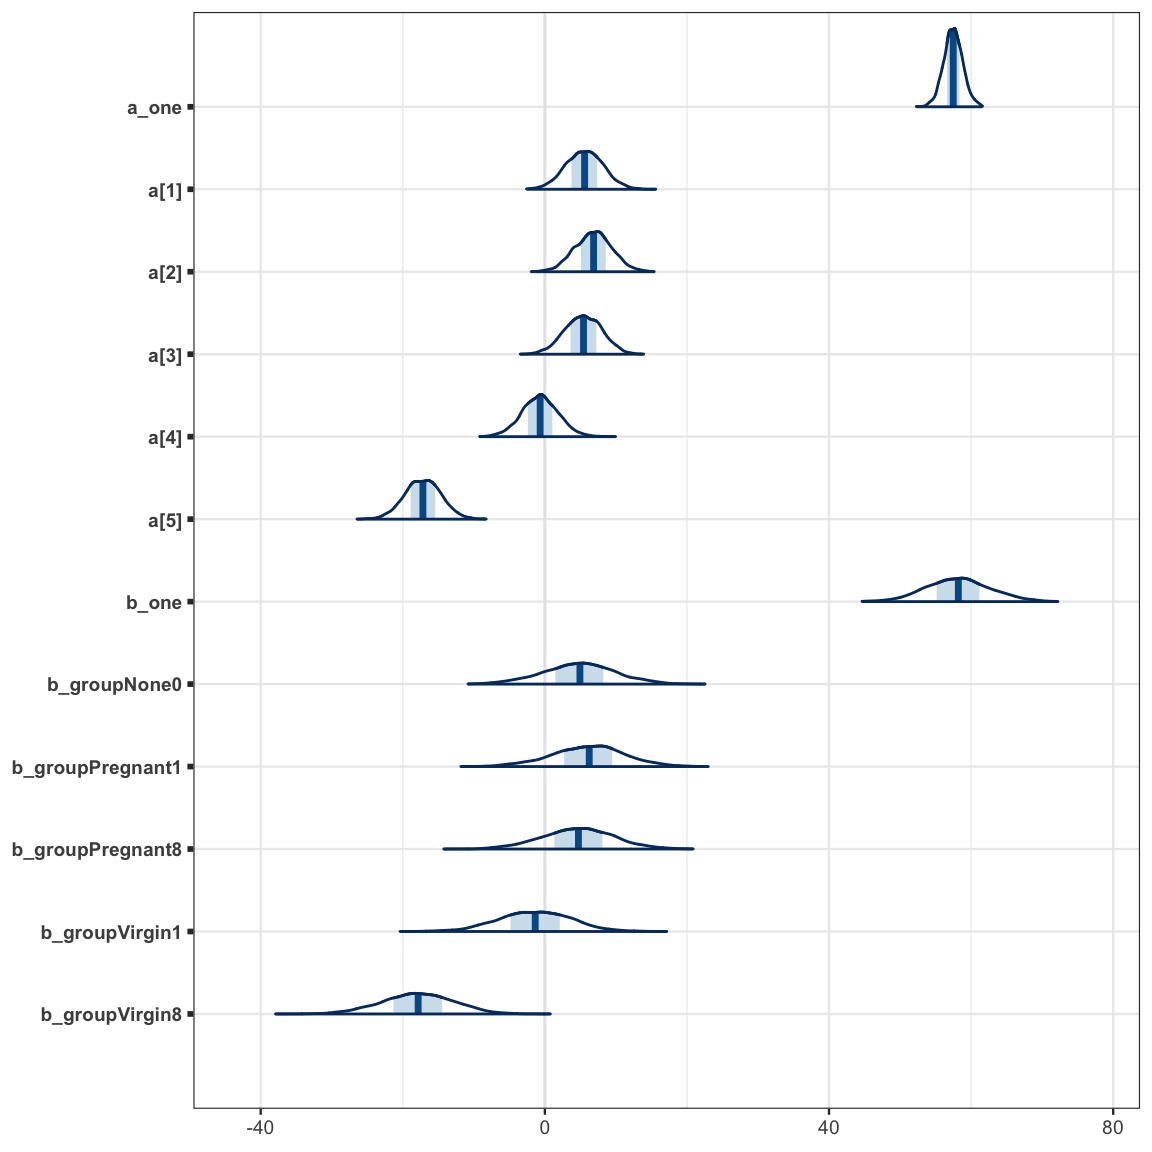 a_one
a[1]
a[2]
a[3]
a[4]
a[5]
b_one
b_groupNone0
b_groupPregnant1
b_groupPregnant8
b_groupVirgin1
b_groupVirgin8
-40 0 40 80